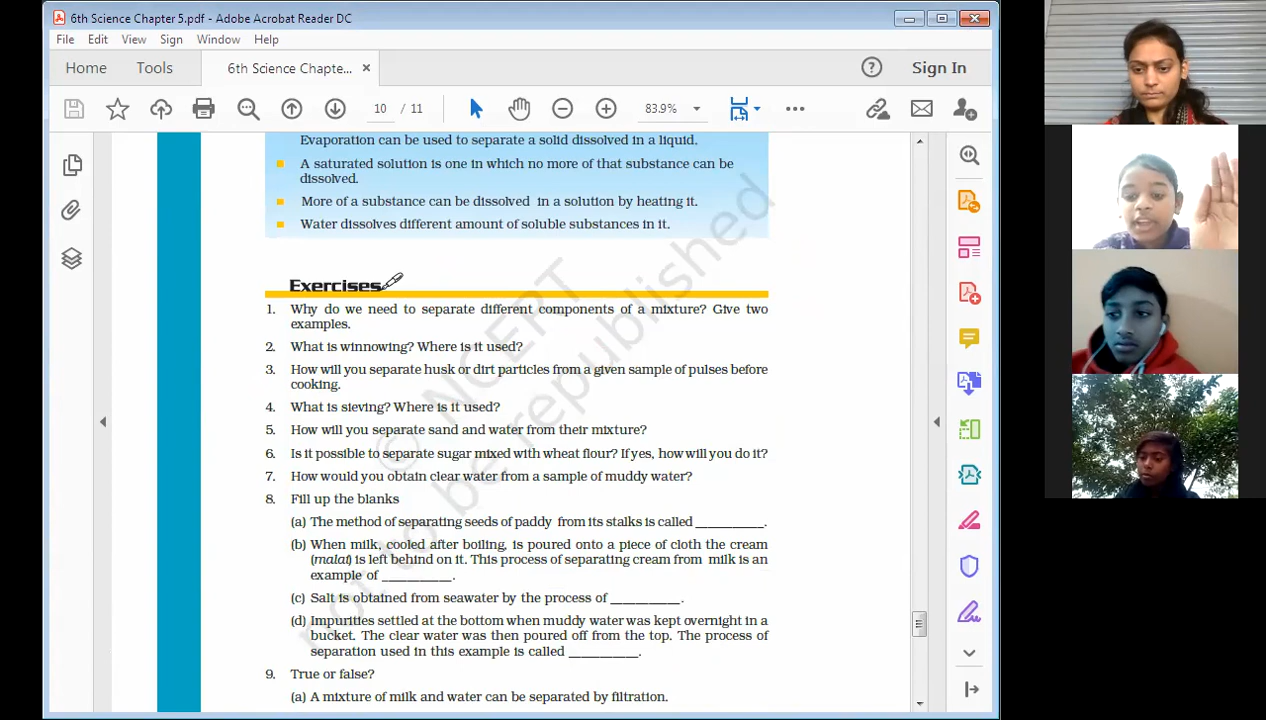 6th Science Chapter 5.pdf - Adobe Acrobat Reader DC
File Edit View Sign Window Help
Home Tools 6th Science Chapte... × Sign In
10 / 11 83.9%
Evaporation can be used to separate a solid dissolved in a liquid.
A saturated solution is one in which no more of that substance can be
dissolved.
More of a substance can be dissolved in a solution by heating it.
Water dissolves different amount of soluble substances in it.
Exercises
1. Why do we need to separate different components of a mixture? Give two
examples.
2. What is winnowing? Where is it used?
3. How will you separate husk or dirt particles from a given sample of pulses before
cooking.
4. What is sieving? Where is it used?
5. How will you separate sand and water from their mixture?
6. Is it possible to separate sugar mixed with wheat flour? If yes, how will you do it?
7. How would you obtain clear water from a sample of muddy water?
8. Fill up the blanks
(a) The method of separating seeds of paddy from its stalks is called __________.
(b) When milk, cooled after boiling, is poured onto a piece of cloth the cream
(malai) is left behind on it. This process of separating cream from milk is an
example of __________.
(c) Salt is obtained from seawater by the process of __________.
(d) Impurities settled at the bottom when muddy water was kept overnight in a
bucket. The clear water was then poured off from the top. The process of
separation used in this example is called __________.
9. True or false?
(a) A mixture of milk and water can be separated by filtration.
© NCERT
not to be republished